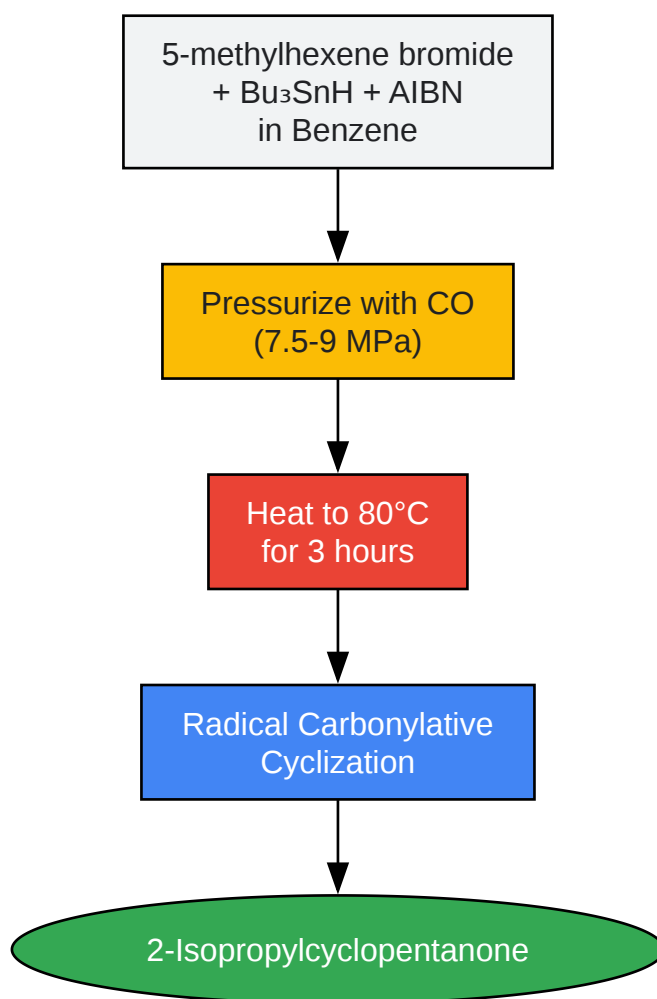 5-methylhexene bromide
+ Bu₃SnH + AIBN
in Benzene
Pressurize with CO
(7.5-9 MPa)
Heat to 80°C
for 3 hours
Radical Carbonylative
Cyclization
2-Isopropylcyclopentanone